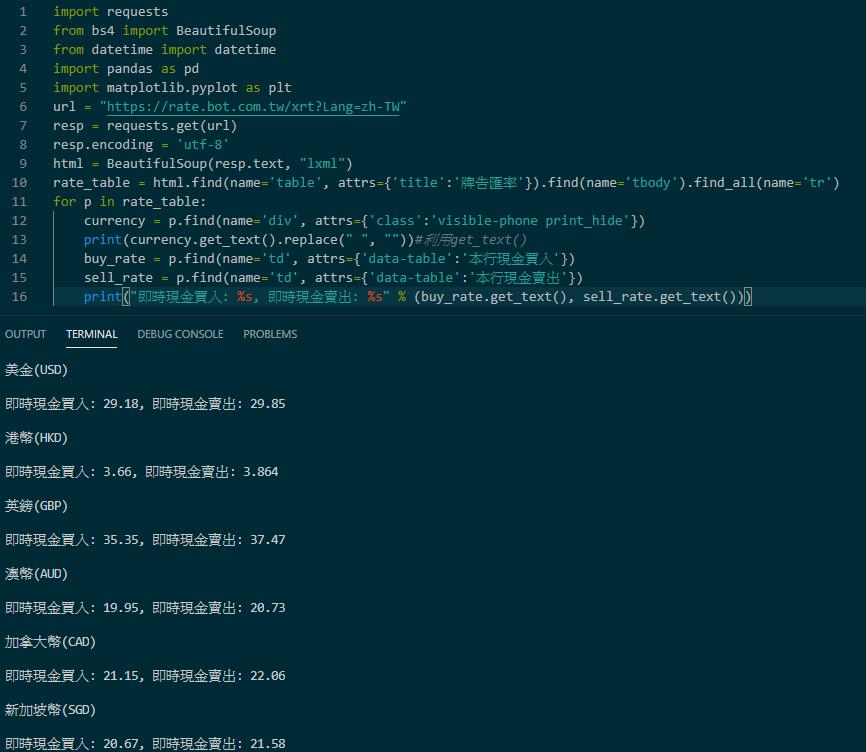 1 import requests
2 from bs4 import BeautifulSoup
3 from datetime import datetime
4 import pandas as pd
5 import matplotlib.pyplot as plt
6 url = "https://rate.bot.com.tw/xrt?Lang=zh-TW"
7 resp = requests.get(url)
8 resp.encoding = 'utf-8'
9 html = BeautifulSoup(resp.text, "lxml")
10 rate_table = html.find(name='table', attrs={'title':'牌告匯率'}).find(name='tbody').find_all(name='tr')
11 for p in rate_table:
12     currency = p.find(name='div', attrs={'class':'visible-phone print_hide'})
13     print(currency.get_text().replace(" ", ""))#利用get_text()
14     buy_rate = p.find(name='td', attrs={'data-table':'本行現金買入'})
15     sell_rate = p.find(name='td', attrs={'data-table':'本行現金賣出'})
16     print("即時現金買入: %s, 即時現金賣出: %s" % (buy_rate.get_text(), sell_rate.get_text()))
OUTPUT TERMINAL DEBUG CONSOLE PROBLEMS
美金(USD)
即時現金買入: 29.18, 即時現金賣出: 29.85
港幣(HKD)
即時現金買入: 3.66, 即時現金賣出: 3.864
英鎊(GBP)
即時現金買入: 35.35, 即時現金賣出: 37.47
澳幣(AUD)
即時現金買入: 19.95, 即時現金賣出: 20.73
加拿大幣(CAD)
即時現金買入: 21.15, 即時現金賣出: 22.06
新加坡幣(SGD)
即時現金買入: 20.67, 即時現金賣出: 21.58